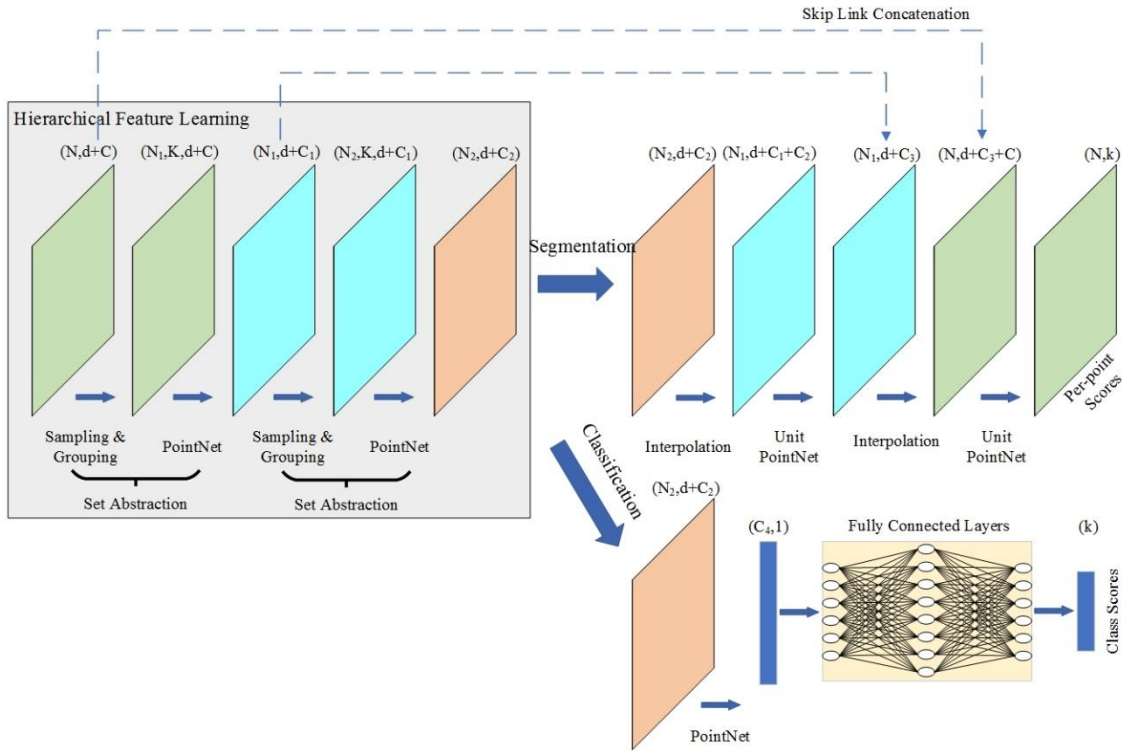 Skip Link Concatenation
Hierarchical Feature Learning
(N,d+C) (N₁,K,d+C) (N₁,d+C₁) (N₂,K,d+C₁) (N₂,d+C₂)
Sampling &
Grouping
PointNet
Sampling &
Grouping
PointNet
Set Abstraction
Set Abstraction
Segmentation
(N₂,d+C₂) (N₁,d+C₁+C₂) (N₁,d+C₃) (N,d+C₃+C) (N,k)
Interpolation
Unit
PointNet
Interpolation
Unit
PointNet
Per-point
Scores
Classification
(N₂,d+C₂)
PointNet
(C₄,1)
Fully Connected Layers
(k)
Class Scores